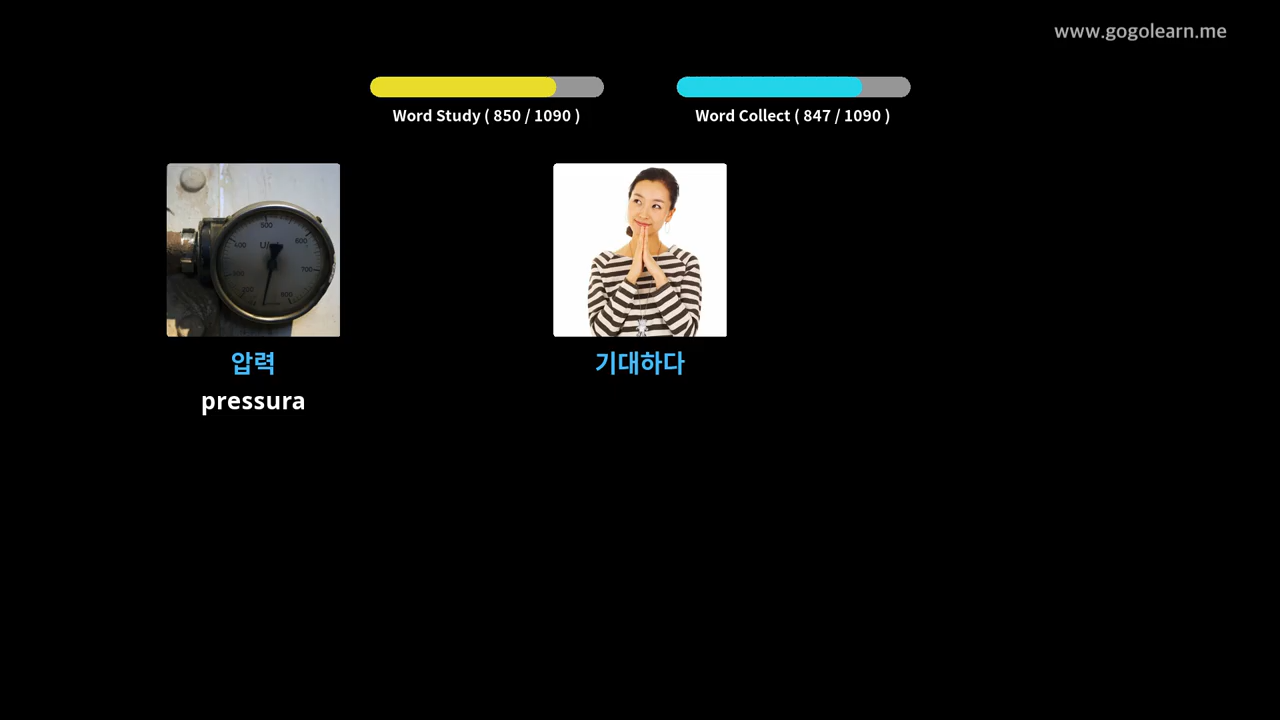 www.gogolearn.me
Word Study ( 850 / 1090 )
Word Collect ( 847 / 1090 )
압력
pressura
기대하다